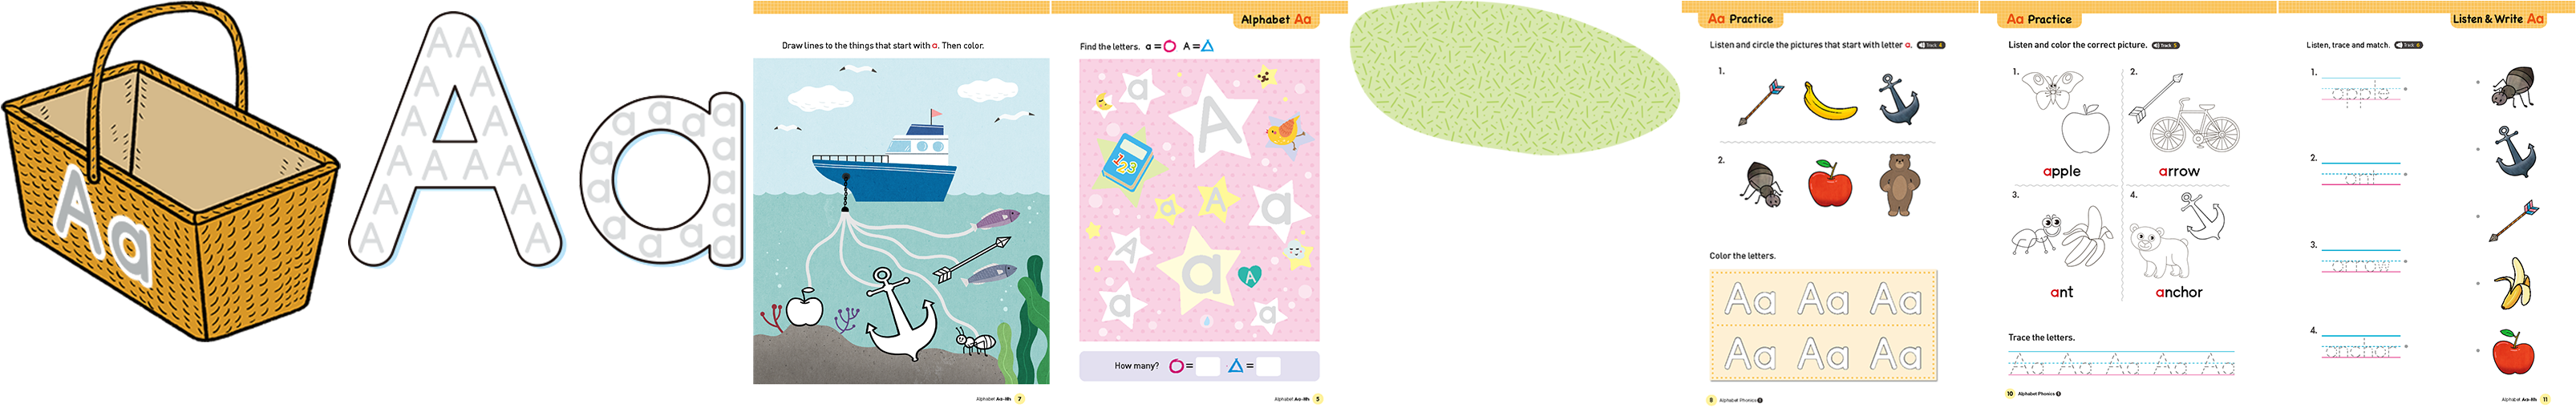 Aa
AA
A A
A A
A A A A
A A
A A
a a a a
a a
a a
a a
a a a a
Draw lines to the things that start with a. Then color.
Alphabet Aa-Hh 7
Alphabet Aa
Find the letters. a = A =
a
A
123
a A a
A
a A
a
a
How many? = =
Alphabet Aa-Hh 5
Aa Practice
Listen and circle the pictures that start with letter a. Track 4
1.
2.
Color the letters.
Aa Aa Aa
Aa Aa Aa
8 Alphabet Phonics 1
Aa Practice
Listen and color the correct picture. Track 5
1. 2.
apple arrow
3. 4.
ant anchor
Trace the letters.
Aa Aa Aa Aa Aa
10 Alphabet Phonics 1
Listen & Write Aa
Listen, trace and match. Track 6
1. apple
2. ant
3. arrow
4. anchor
Alphabet Aa-Hh 11